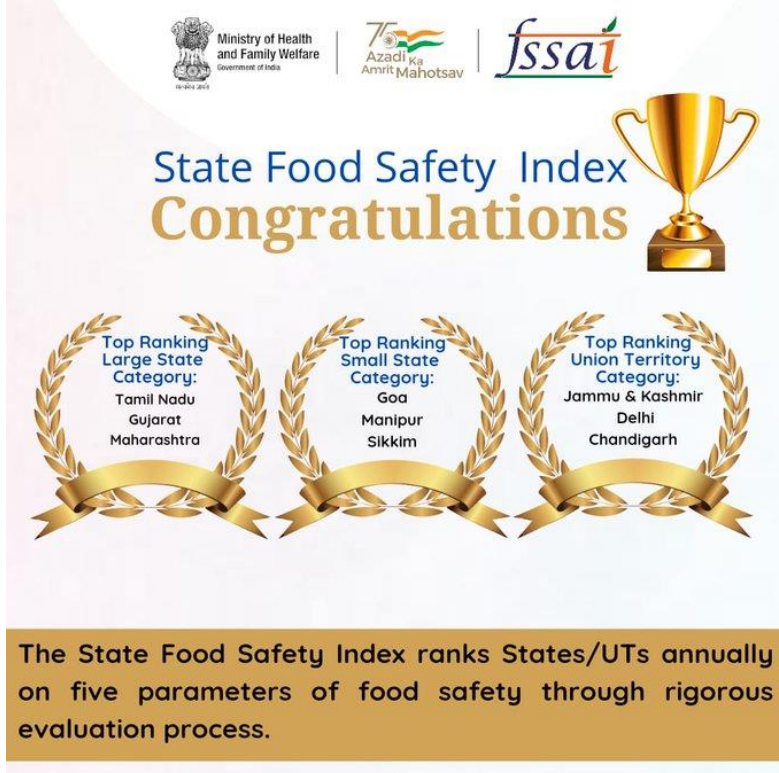 Ministry of Health
and Family Welfare
Government of India
75
Azadi Ka
Amrit Mahotsav
fssai
State Food Safety Index
Congratulations
Top Ranking
Large State
Category:
Tamil Nadu
Gujarat
Maharashtra
Top Ranking
Small State
Category:
Goa
Manipur
Sikkim
Top Ranking
Union Territory
Category:
Jammu & Kashmir
Delhi
Chandigarh
The State Food Safety Index ranks States/UTs annually
on five parameters of food safety through rigorous
evaluation process.